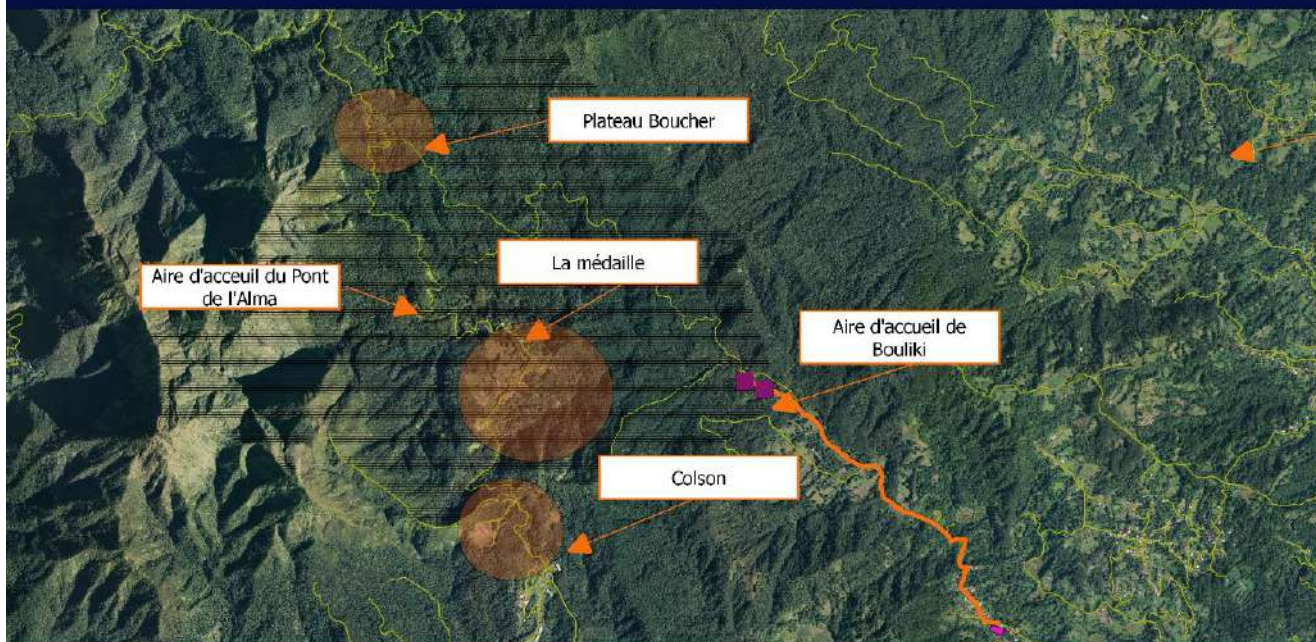 Plateau Boucher
La médaille
Aire d'acceuil du Pont
de l'Alma
Aire d'accueil de
Bouliki
Colson